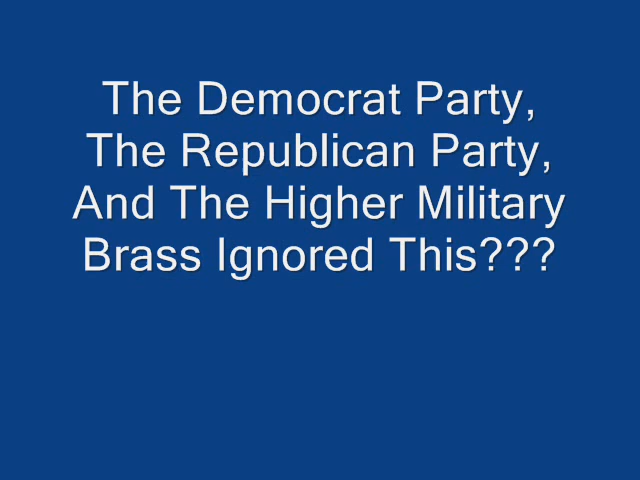 The Democrat Party,
The Republican Party,
And The Higher Military
Brass Ignored This???